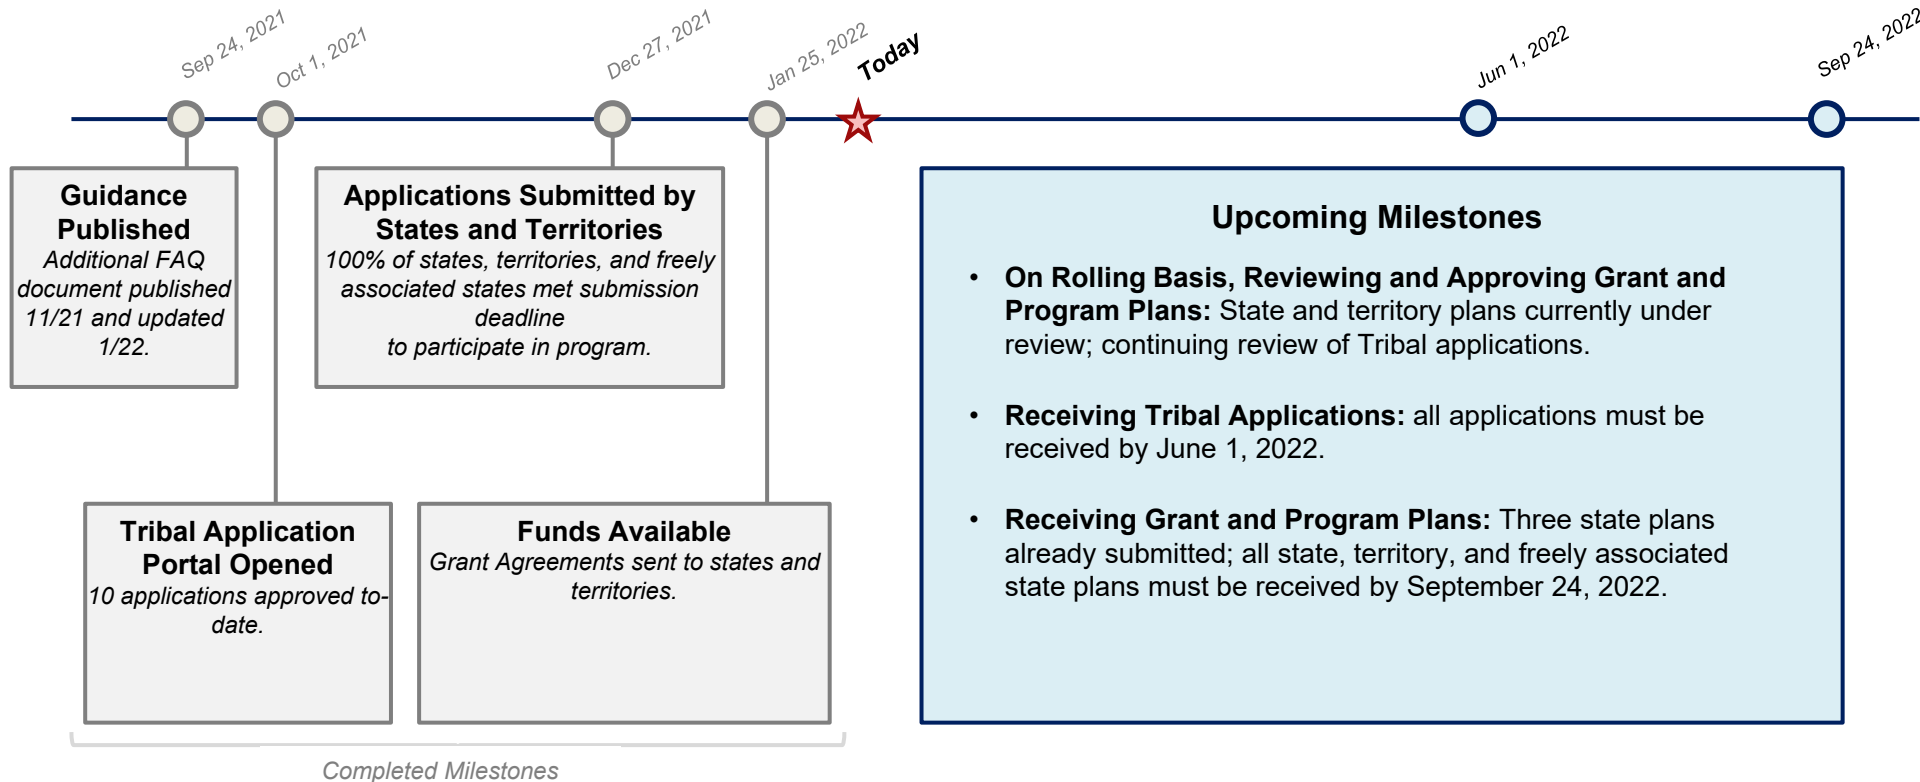 Sep 24, 2021
Oct 1, 2021
Dec 27, 2021
Jan 25, 2022
Today
Jun 1, 2022
Sep 24, 2022
Guidance
Published
Additional FAQ
document published
11/21 and updated
1/22.
Applications Submitted by
States and Territories
100% of states, territories, and freely
associated states met submission
deadline
to participate in program.
Tribal Application
Portal Opened
10 applications approved to-
date.
Funds Available
Grant Agreements sent to states and
territories.
Completed Milestones
Upcoming Milestones
• On Rolling Basis, Reviewing and Approving Grant and
Program Plans: State and territory plans currently under
review; continuing review of Tribal applications.
• Receiving Tribal Applications: all applications must be
received by June 1, 2022.
• Receiving Grant and Program Plans: Three state plans
already submitted; all state, territory, and freely associated
state plans must be received by September 24, 2022.